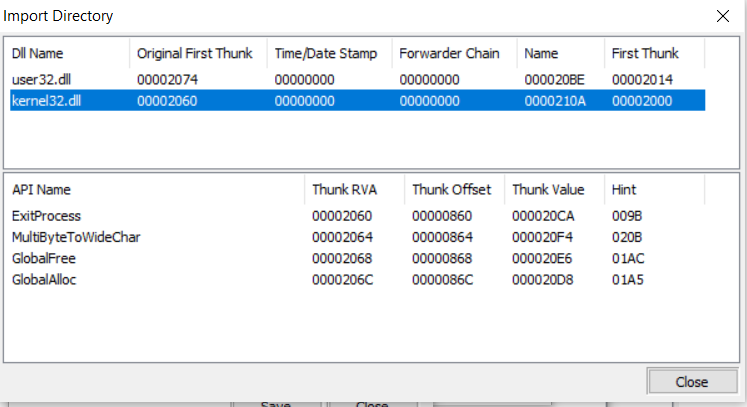 Import Directory
Dll Name Original First Thunk Time/Date Stamp Forwarder Chain Name First Thunk
user32.dll 00002074 00000000 00000000 000020BE 00002014
kernel32.dll 00002060 00000000 00000000 0000210A 00002000
API Name Thunk RVA Thunk Offset Thunk Value Hint
ExitProcess 00002060 00000860 000020CA 009B
MultiByteToWideChar 00002064 00000864 000020F4 020B
GlobalFree 00002068 00000868 000020E6 01AC
GlobalAlloc 0000206C 0000086C 000020D8 01A5
Close
Save Close